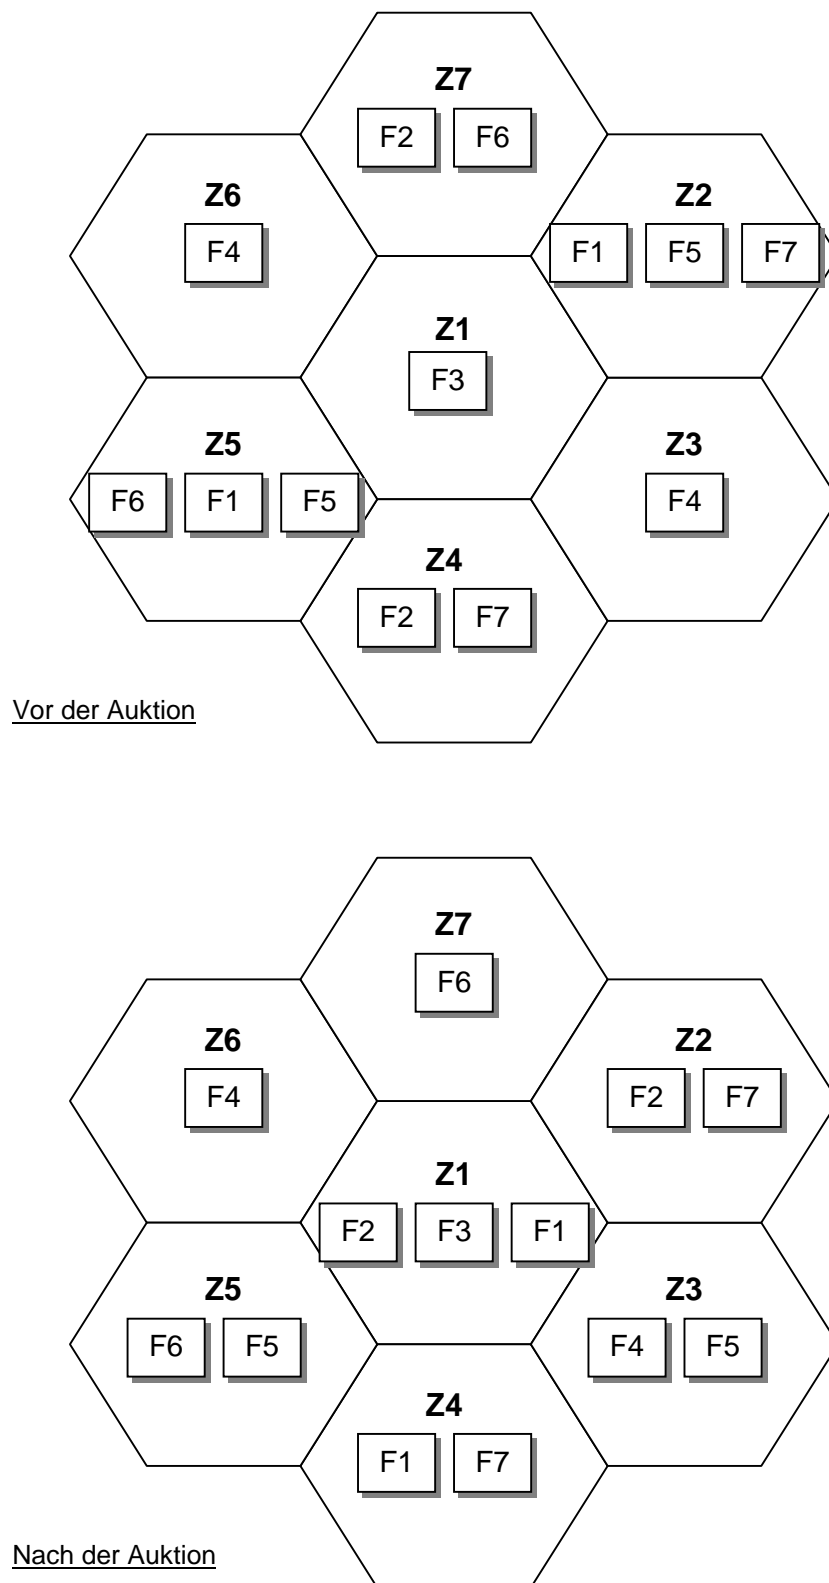 Z7
F2 F6
Z6
F4
Z2
F1 F5 F7
Z1
F3
Z5
F6 F1 F5
Z3
F4
Z4
F2 F7
Vor der Auktion
Z7
F6
Z6
F4
Z2
F2 F7
Z1
F2 F3 F1
Z5
F6 F5
Z3
F4 F5
Z4
F1 F7
Nach der Auktion